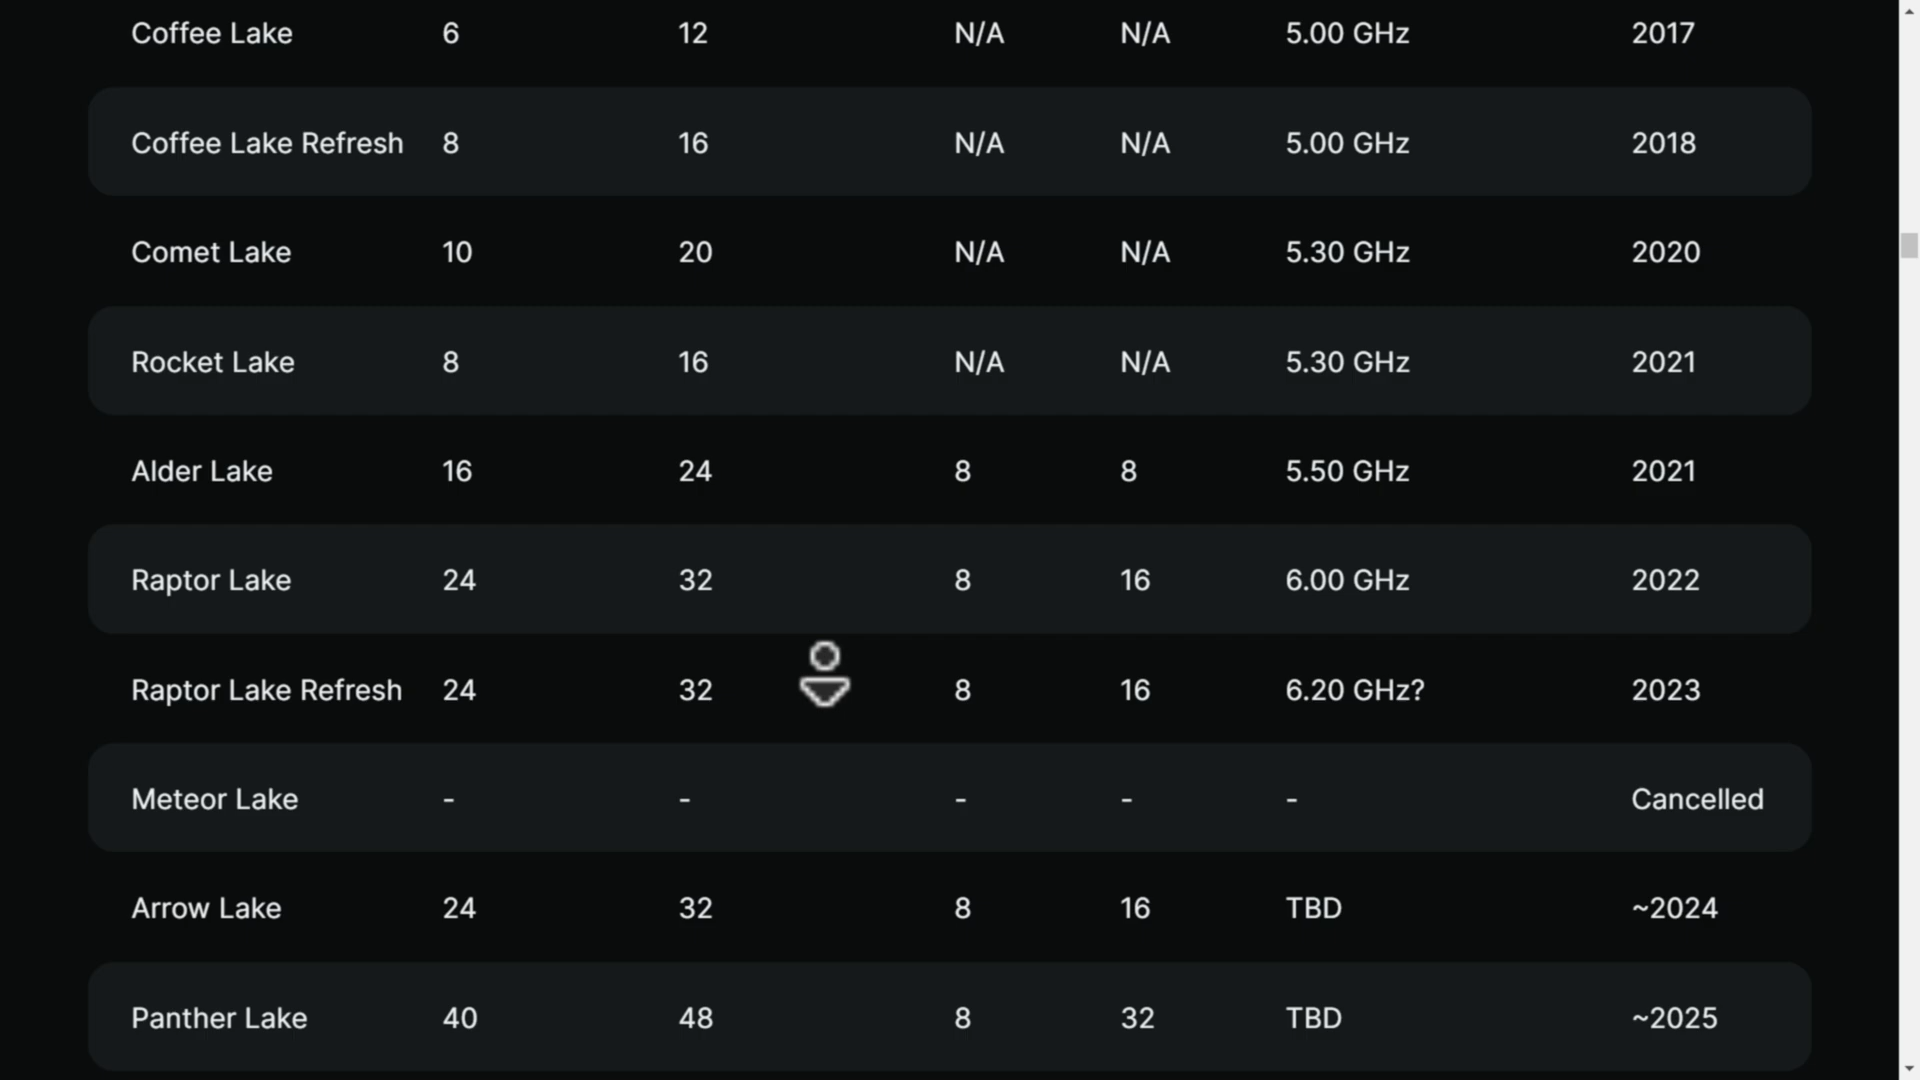 Coffee Lake 6 12 N/A N/A 5.00 GHz 2017
Coffee Lake Refresh 8 16 N/A N/A 5.00 GHz 2018
Comet Lake 10 20 N/A N/A 5.30 GHz 2020
Rocket Lake 8 16 N/A N/A 5.30 GHz 2021
Alder Lake 16 24 8 8 5.50 GHz 2021
Raptor Lake 24 32 8 16 6.00 GHz 2022
Raptor Lake Refresh 24 32 8 16 6.20 GHz? 2023
Meteor Lake - - - - - Cancelled
Arrow Lake 24 32 8 16 TBD ~2024
Panther Lake 40 48 8 32 TBD ~2025